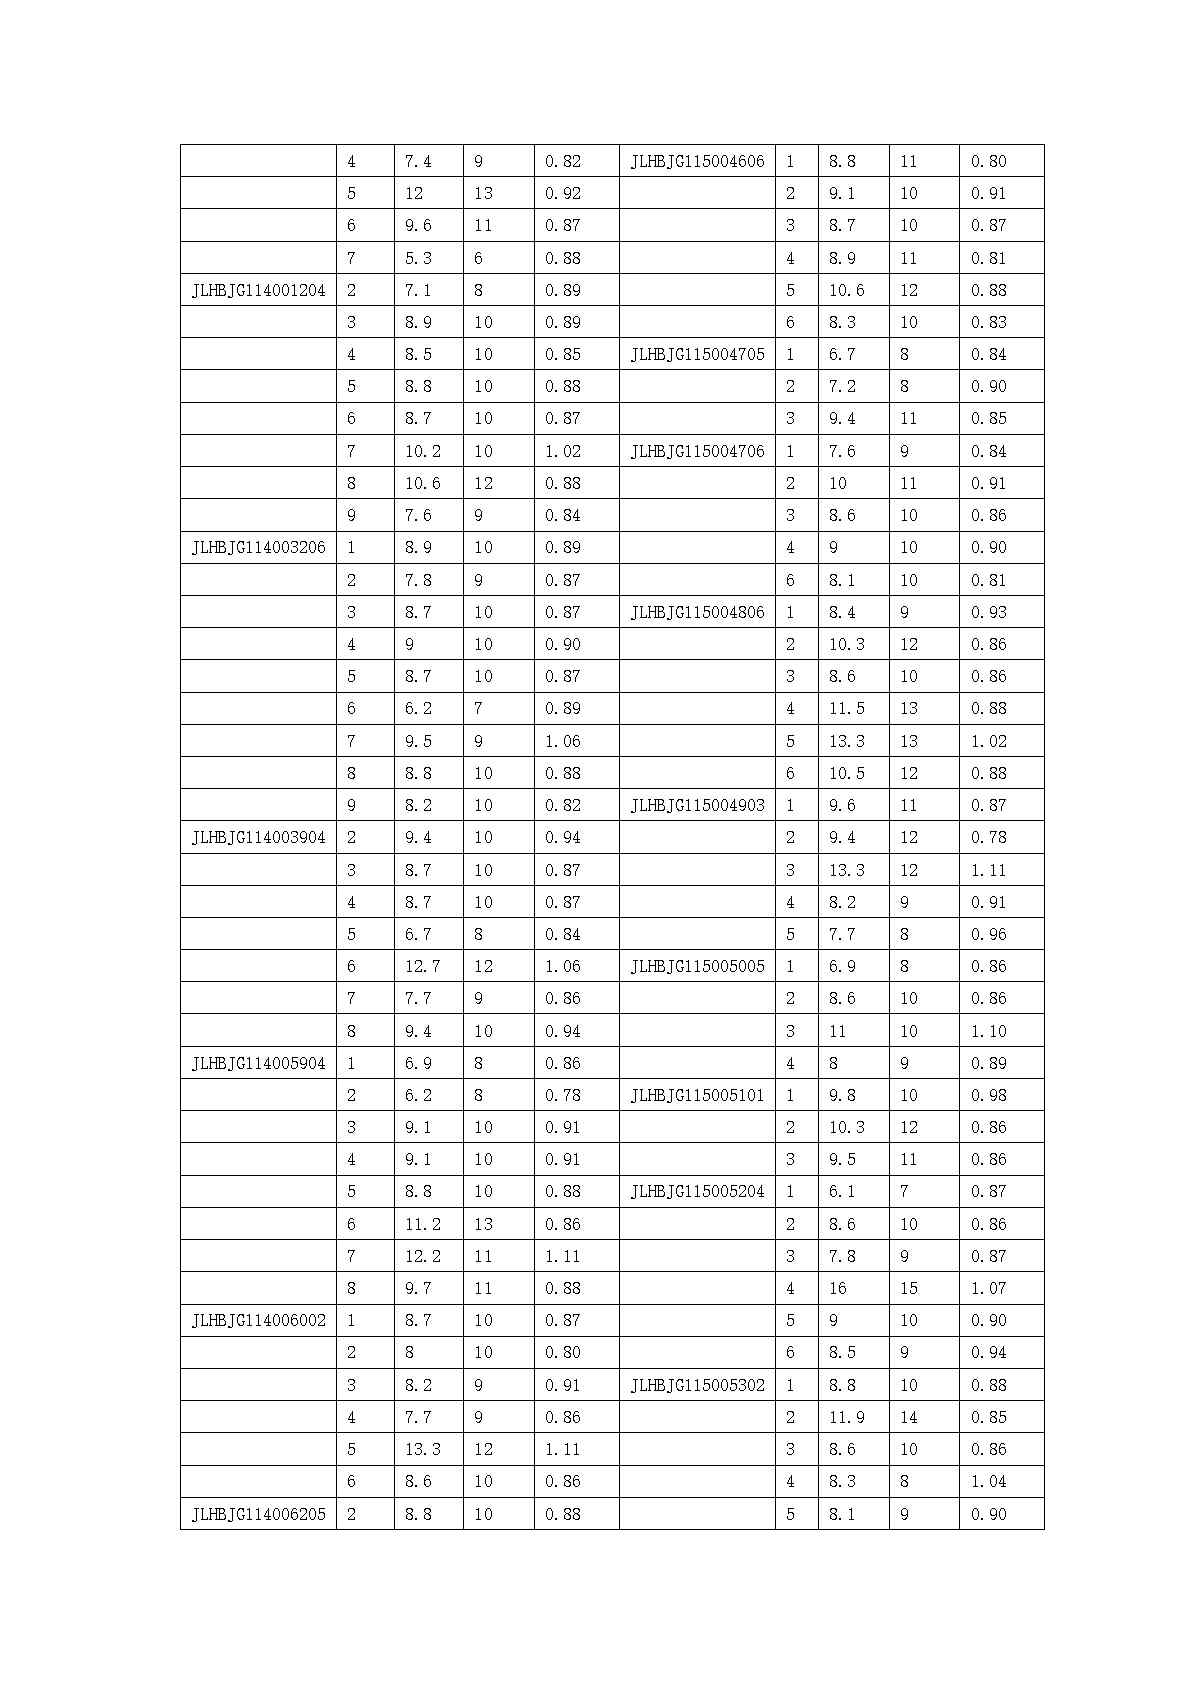 4 7.4 9 0.82 JLHBJG115004606 1 8.8 11 0.80
5 12 13 0.92 2 9.1 10 0.91
6 9.6 11 0.87 3 8.7 10 0.87
7 5.3 6 0.88 4 8.9 11 0.81
JLHBJG114001204 2 7.1 8 0.89 5 10.6 12 0.88
3 8.9 10 0.89 6 8.3 10 0.83
4 8.5 10 0.85 JLHBJG115004705 1 6.7 8 0.84
5 8.8 10 0.88 2 7.2 8 0.90
6 8.7 10 0.87 3 9.4 11 0.85
7 10.2 10 1.02 JLHBJG115004706 1 7.6 9 0.84
8 10.6 12 0.88 2 10 11 0.91
9 7.6 9 0.84 3 8.6 10 0.86
JLHBJG114003206 1 8.9 10 0.89 4 9 10 0.90
2 7.8 9 0.87 6 8.1 10 0.81
3 8.7 10 0.87 JLHBJG115004806 1 8.4 9 0.93
4 9 10 0.90 2 10.3 12 0.86
5 8.7 10 0.87 3 8.6 10 0.86
6 6.2 7 0.89 4 11.5 13 0.88
7 9.5 9 1.06 5 13.3 13 1.02
8 8.8 10 0.88 6 10.5 12 0.88
9 8.2 10 0.82 JLHBJG115004903 1 9.6 11 0.87
JLHBJG114003904 2 9.4 10 0.94 2 9.4 12 0.78
3 8.7 10 0.87 3 13.3 12 1.11
4 8.7 10 0.87 4 8.2 9 0.91
5 6.7 8 0.84 5 7.7 8 0.96
6 12.7 12 1.06 JLHBJG115005005 1 6.9 8 0.86
7 7.7 9 0.86 2 8.6 10 0.86
8 9.4 10 0.94 3 11 10 1.10
JLHBJG114005904 1 6.9 8 0.86 4 8 9 0.89
2 6.2 8 0.78 JLHBJG115005101 1 9.8 10 0.98
3 9.1 10 0.91 2 10.3 12 0.86
4 9.1 10 0.91 3 9.5 11 0.86
5 8.8 10 0.88 JLHBJG115005204 1 6.1 7 0.87
6 11.2 13 0.86 2 8.6 10 0.86
7 12.2 11 1.11 3 7.8 9 0.87
8 9.7 11 0.88 4 16 15 1.07
JLHBJG114006002 1 8.7 10 0.87 5 9 10 0.90
2 8 10 0.80 6 8.5 9 0.94
3 8.2 9 0.91 JLHBJG115005302 1 8.8 10 0.88
4 7.7 9 0.86 2 11.9 14 0.85
5 13.3 12 1.11 3 8.6 10 0.86
6 8.6 10 0.86 4 8.3 8 1.04
JLHBJG114006205 2 8.8 10 0.88 5 8.1 9 0.90